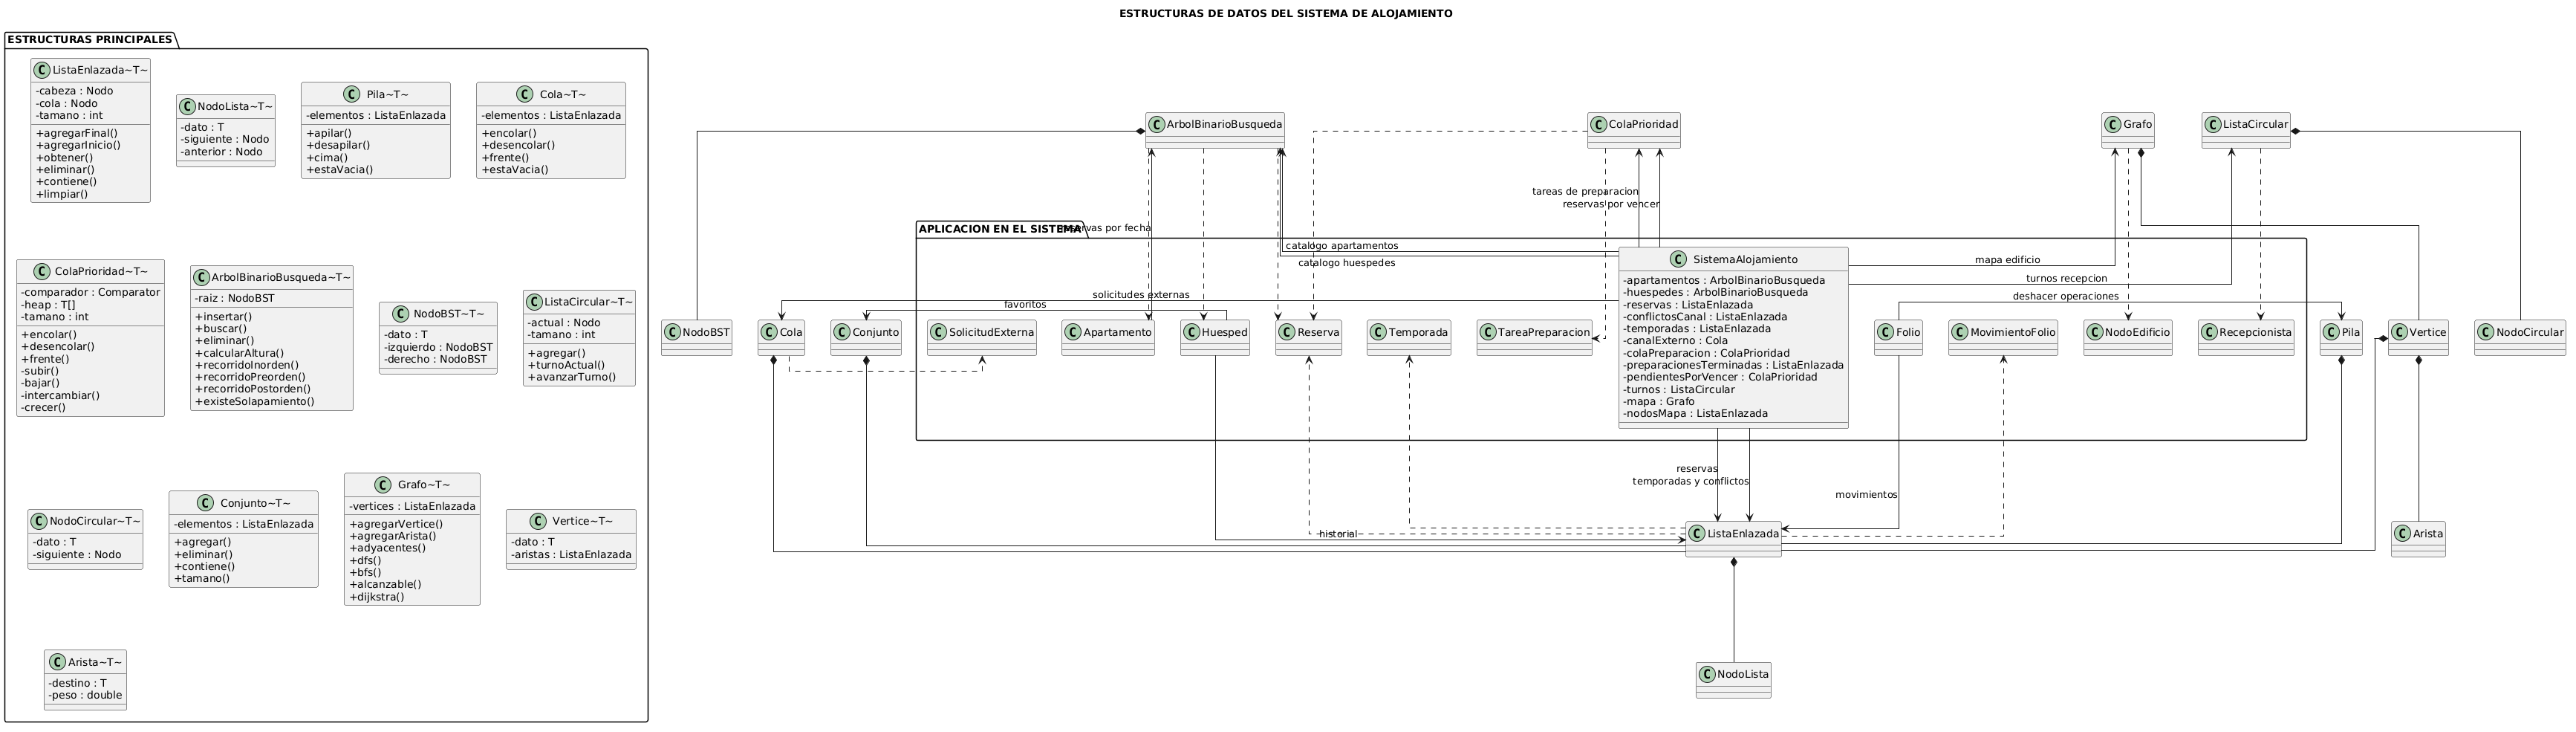 ESTRUCTURAS DE DATOS DEL SISTEMA DE ALOJAMIENTO
ESTRUCTURAS PRINCIPALES
C ListaEnlazada~T~
-cabeza : Nodo
-cola : Nodo
-tamano : int
+agregarFinal()
+agregarInicio()
+obtener()
+eliminar()
+contiene()
+limpiar()
C NodoLista~T~
-dato : T
-siguiente : Nodo
-anterior : Nodo
C Pila~T~
-elementos : ListaEnlazada
+apilar()
+desapilar()
+cima()
+estaVacia()
C Cola~T~
-elementos : ListaEnlazada
+encolar()
+desencolar()
+frente()
+estaVacia()
C ColaPrioridad~T~
-comparador : Comparator
-heap : T[]
-tamano : int
+encolar()
+desencolar()
+frente()
-subir()
-bajar()
-intercambiar()
-crecer()
C ArbolBinarioBusqueda~T~
-raiz : NodoBST
+insertar()
+buscar()
+eliminar()
+calcularAltura()
+recorridoInorden()
+recorridoPreorden()
+recorridoPostorden()
+existeSolapamiento()
C NodoBST~T~
-dato : T
-izquierdo : NodoBST
-derecho : NodoBST
C ListaCircular~T~
-actual : Nodo
-tamano : int
+agregar()
+turnoActual()
+avanzarTurno()
C NodoCircular~T~
-dato : T
-siguiente : Nodo
C Conjunto~T~
-elementos : ListaEnlazada
+agregar()
+eliminar()
+contiene()
+tamano()
C Grafo~T~
-vertices : ListaEnlazada
+agregarVertice()
+agregarArista()
+adyacentes()
+dfs()
+bfs()
+alcanzable()
+dijkstra()
C Vertice~T~
-dato : T
-aristas : ListaEnlazada
C Arista~T~
-destino : T
-peso : double
C ArbolBinarioBusqueda
C ColaPrioridad
C Grafo
C ListaCircular
tareas de preparacion
reservas por vencer
reservas por fecha
APLICACION EN EL SISTEMA
catalogo apartamentos
catalogo huespedes
mapa edificio
turnos recepcion
C SistemaAlojamiento
-apartamentos : ArbolBinarioBusqueda
-huespedes : ArbolBinarioBusqueda
-reservas : ListaEnlazada
-conflictosCanal : ListaEnlazada
-temporadas : ListaEnlazada
-canalExterno : Cola
-colaPreparacion : ColaPrioridad
-preparacionesTerminadas : ListaEnlazada
-pendientesPorVencer : ColaPrioridad
-turnos : ListaCircular
-mapa : Grafo
-nodosMapa : ListaEnlazada
solicitudes externas
favoritos
deshacer operaciones
C NodoBST
C Cola
C Conjunto
C SolicitudExterna
C Apartamento
C Huesped
C Reserva
C Temporada
C TareaPreparacion
C Folio
C MovimientoFolio
C NodoEdificio
C Recepcionista
C Pila
C Vertice
C NodoCircular
reservas
temporadas y conflictos
movimientos
historial
C ListaEnlazada
C Arista
C NodoLista